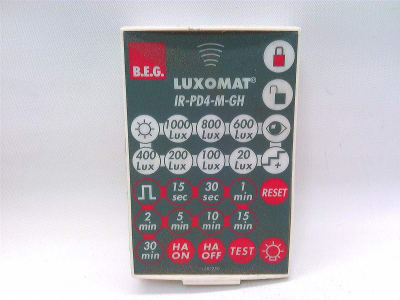 B.E.G.
LUXOMAT®
IR-PD4-M-GH
1000 Lux 800 Lux 600 Lux
400 Lux 200 Lux 100 Lux 20 Lux
15 sec 30 sec 1 min RESET
2 min 5 min 10 min 15 min
30 min HA ON HA OFF TEST